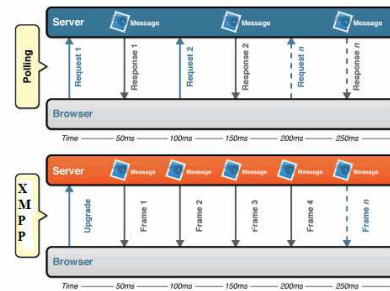 Server
Message
Message
Message
Polling
Request 1
Response 1
Request 2
Response 2
Request n
Response n
Browser
Time 50ms 100ms 150ms 200ms 250ms
Server
Message
Message
Message
Message
Message
X
M
P
P
Upgrade
Frame 1
Frame 2
Frame 3
Frame 4
Frame n
Browser
Time 50ms 100ms 150ms 200ms 250ms